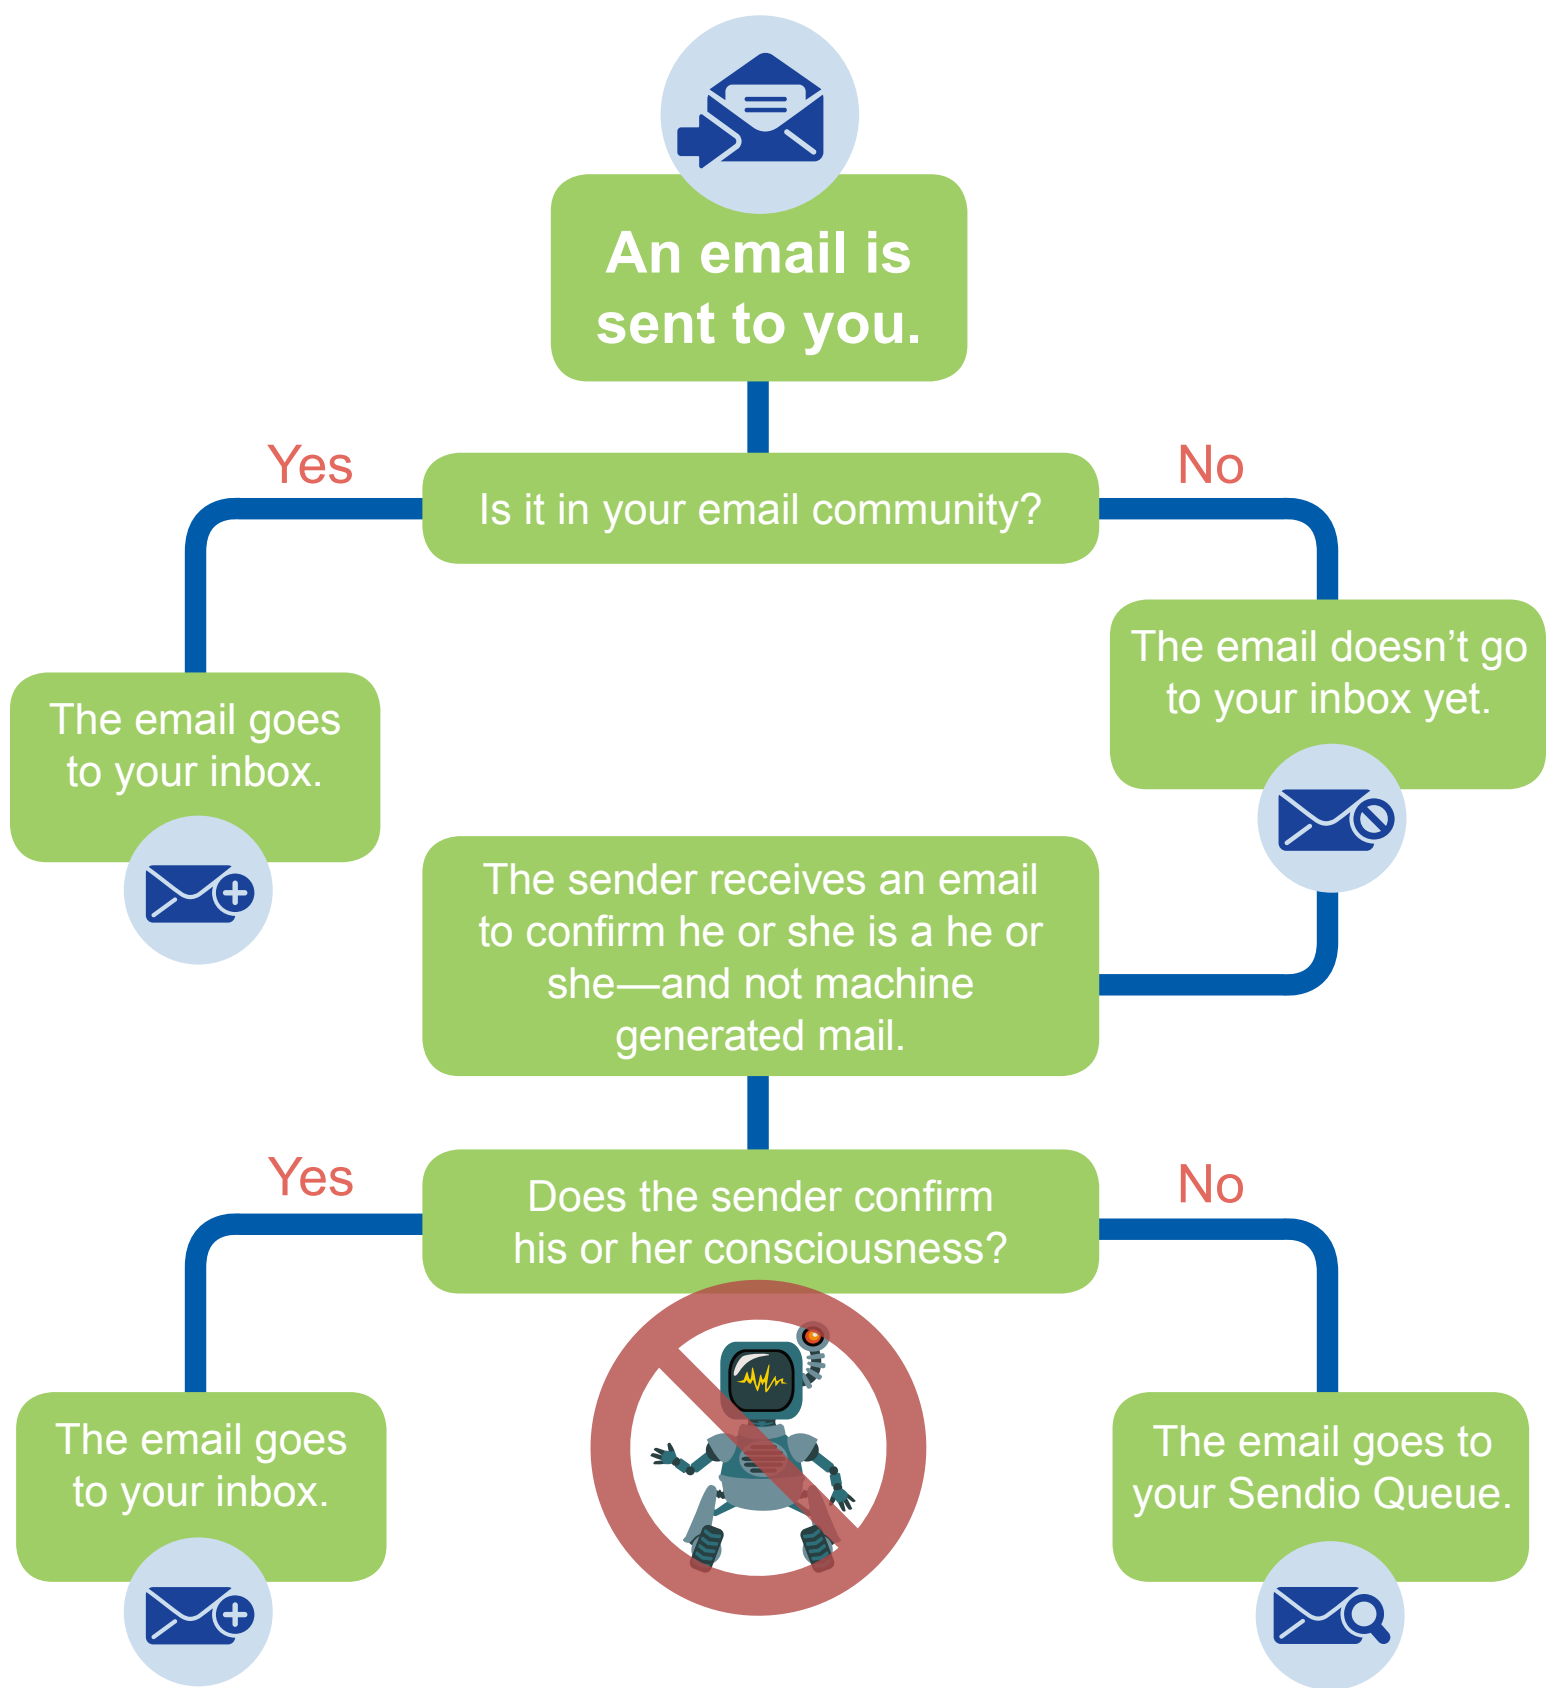 An email is
sent to you.
Yes
No
Is it in your email community?
The email doesn’t go
to your inbox yet.
The email goes
to your inbox.
The sender receives an email
to confirm he or she is a he or
she—and not machine
generated mail.
Yes
No
Does the sender confirm
his or her consciousness?
The email goes
to your inbox.
The email goes to
your Sendio Queue.